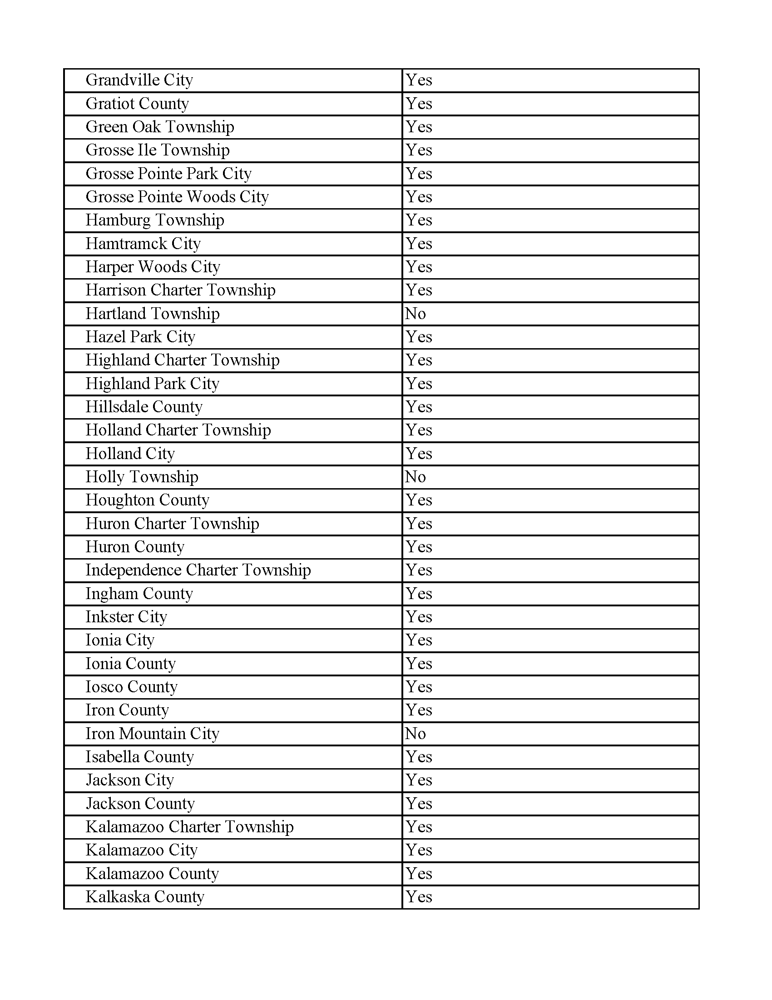 Grandville City Yes
Gratiot County Yes
Green Oak Township Yes
Grosse Ile Township Yes
Grosse Pointe Park City Yes
Grosse Pointe Woods City Yes
Hamburg Township Yes
Hamtramck City Yes
Harper Woods City Yes
Harrison Charter Township Yes
Hartland Township No
Hazel Park City Yes
Highland Charter Township Yes
Highland Park City Yes
Hillsdale County Yes
Holland Charter Township Yes
Holland City Yes
Holly Township No
Houghton County Yes
Huron Charter Township Yes
Huron County Yes
Independence Charter Township Yes
Ingham County Yes
Inkster City Yes
Ionia City Yes
Ionia County Yes
Iosco County Yes
Iron County Yes
Iron Mountain City No
Isabella County Yes
Jackson City Yes
Jackson County Yes
Kalamazoo Charter Township Yes
Kalamazoo City Yes
Kalamazoo County Yes
Kalkaska County Yes